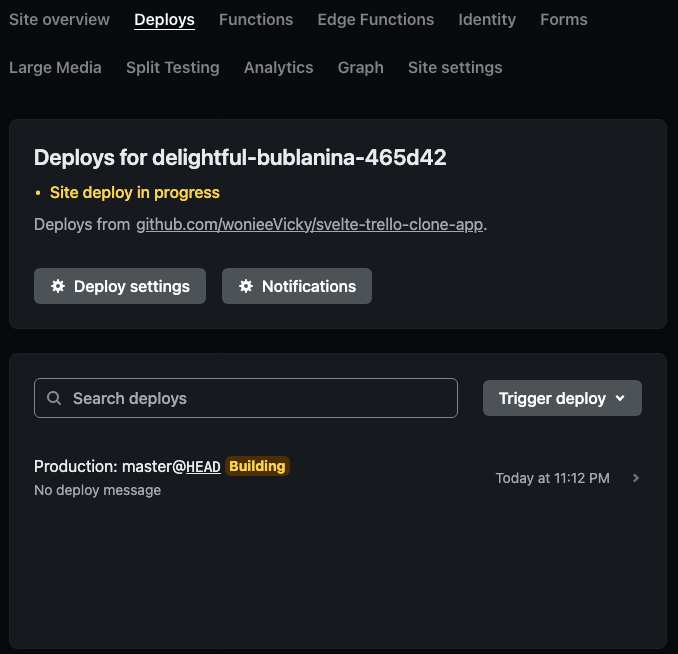 Site overview Deploys Functions Edge Functions Identity Forms
Large Media Split Testing Analytics Graph Site settings
Deploys for delightful-bublanina-465d42
• Site deploy in progress
Deploys from github.com/wonieeVicky/svelte-trello-clone-app.
Deploy settings Notifications
Search deploys Trigger deploy
Production: master@HEAD Building
Today at 11:12 PM
No deploy message